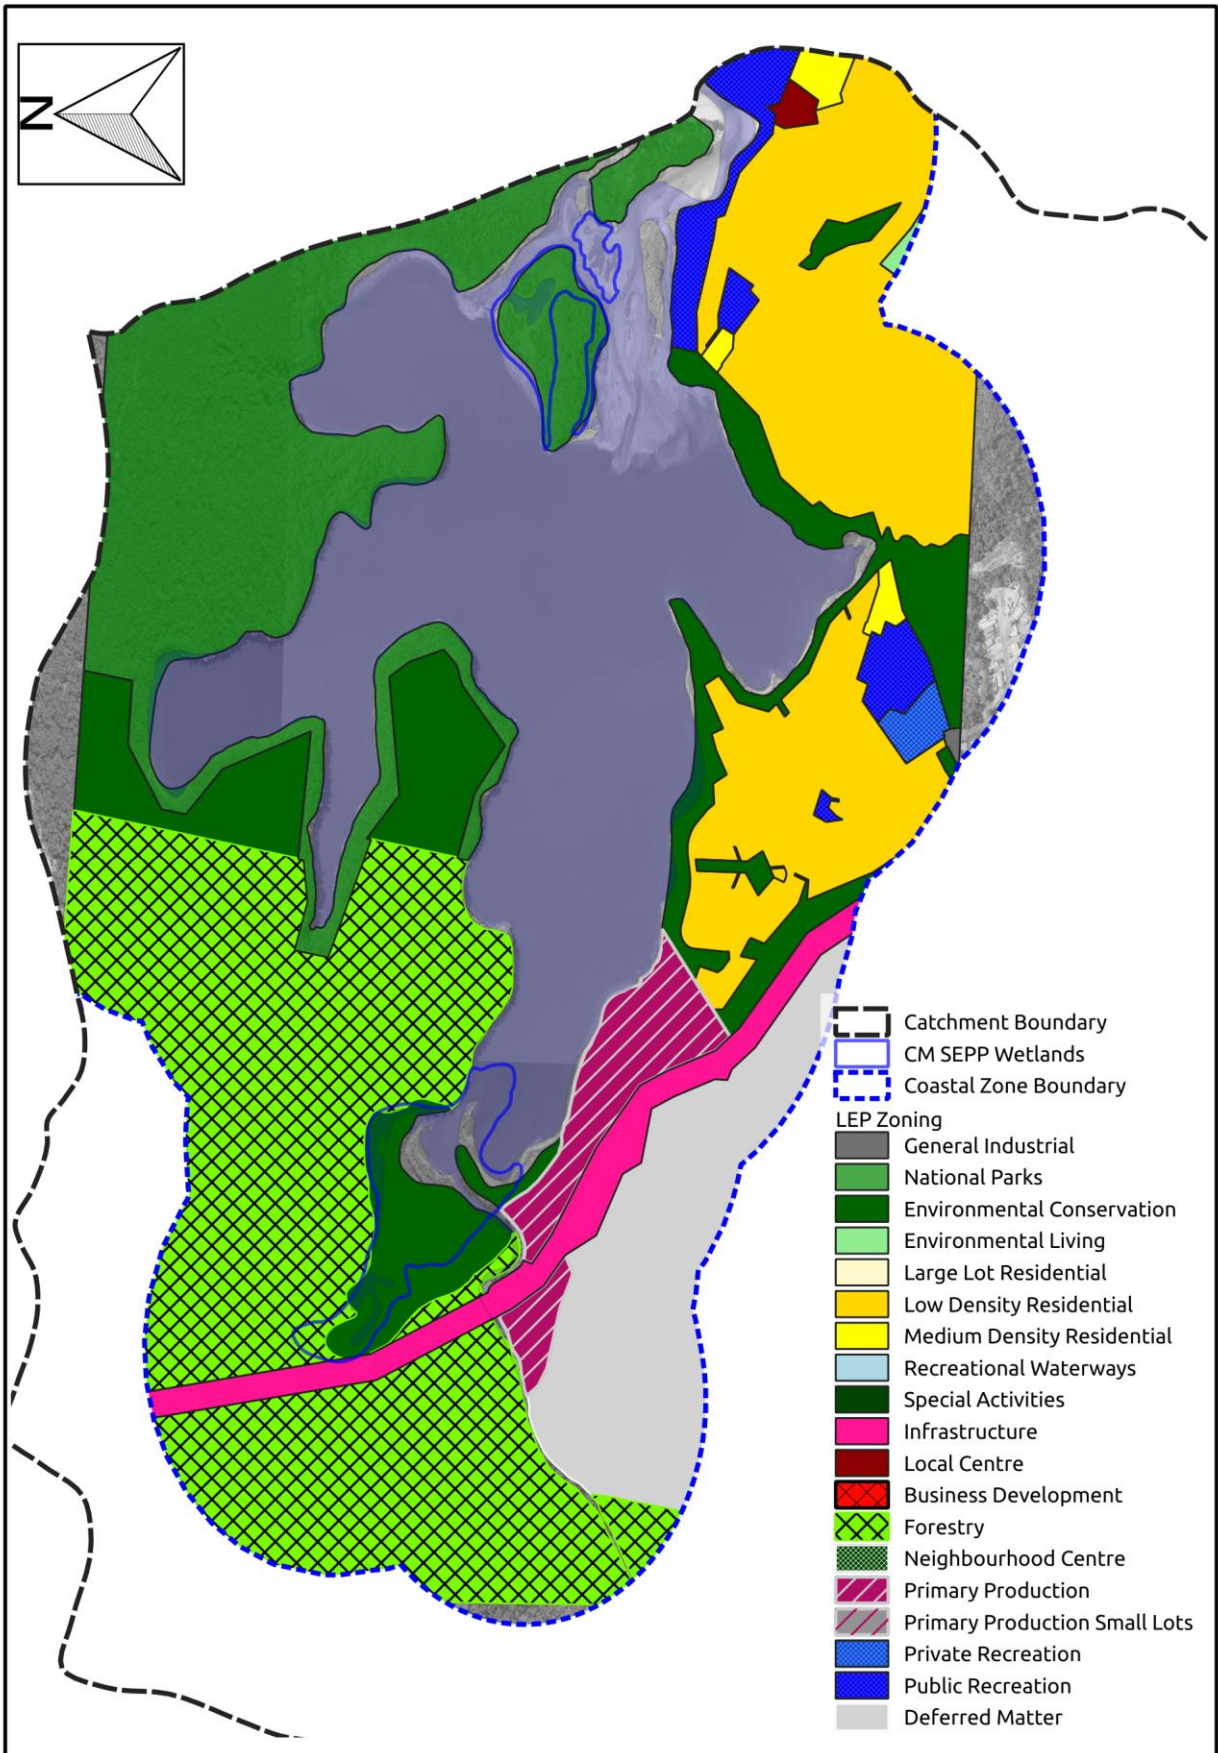 N
Catchment Boundary
CM SEPP Wetlands
Coastal Zone Boundary
LEP Zoning
General Industrial
National Parks
Environmental Conservation
Environmental Living
Large Lot Residential
Low Density Residential
Medium Density Residential
Recreational Waterways
Special Activities
Infrastructure
Local Centre
Business Development
Forestry
Neighbourhood Centre
Primary Production
Primary Production Small Lots
Private Recreation
Public Recreation
Deferred Matter